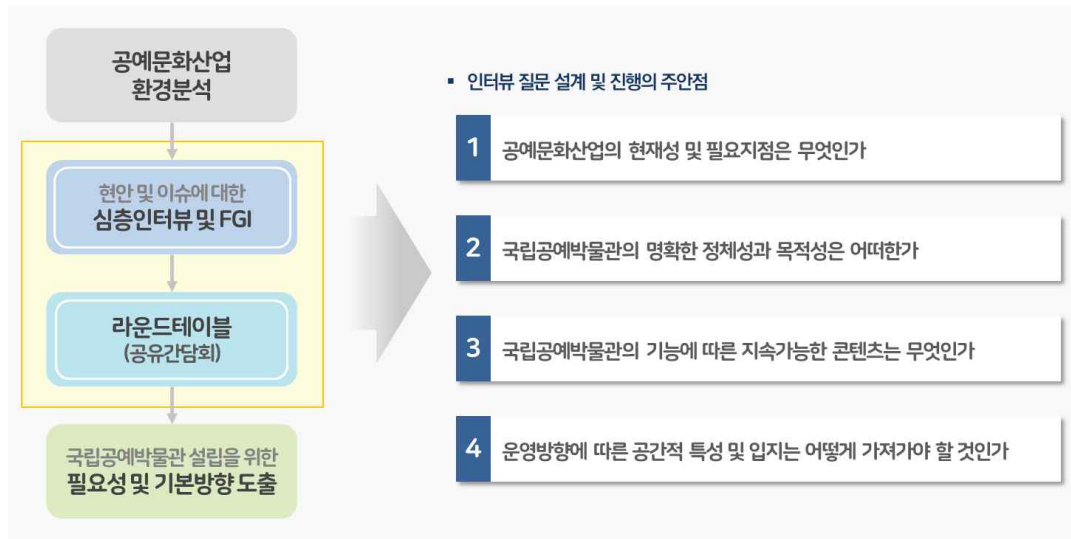 공예문화산업
환경분석
현안 및 이슈에 대한
심층인터뷰 및 FGI
라운드테이블
(공유간담회)
국립공예박물관 설립을 위한
필요성 및 기본방향 도출
▪ 인터뷰 질문 설계 및 진행의 주안점
1 공예문화산업의 현재성 및 필요지점은 무엇인가
2 국립공예박물관의 명확한 정체성과 목적성은 어떠한가
3 국립공예박물관의 기능에 따른 지속가능한 콘텐츠는 무엇인가
4 운영방향에 따른 공간적 특성 및 입지는 어떻게 가져가야 할 것인가